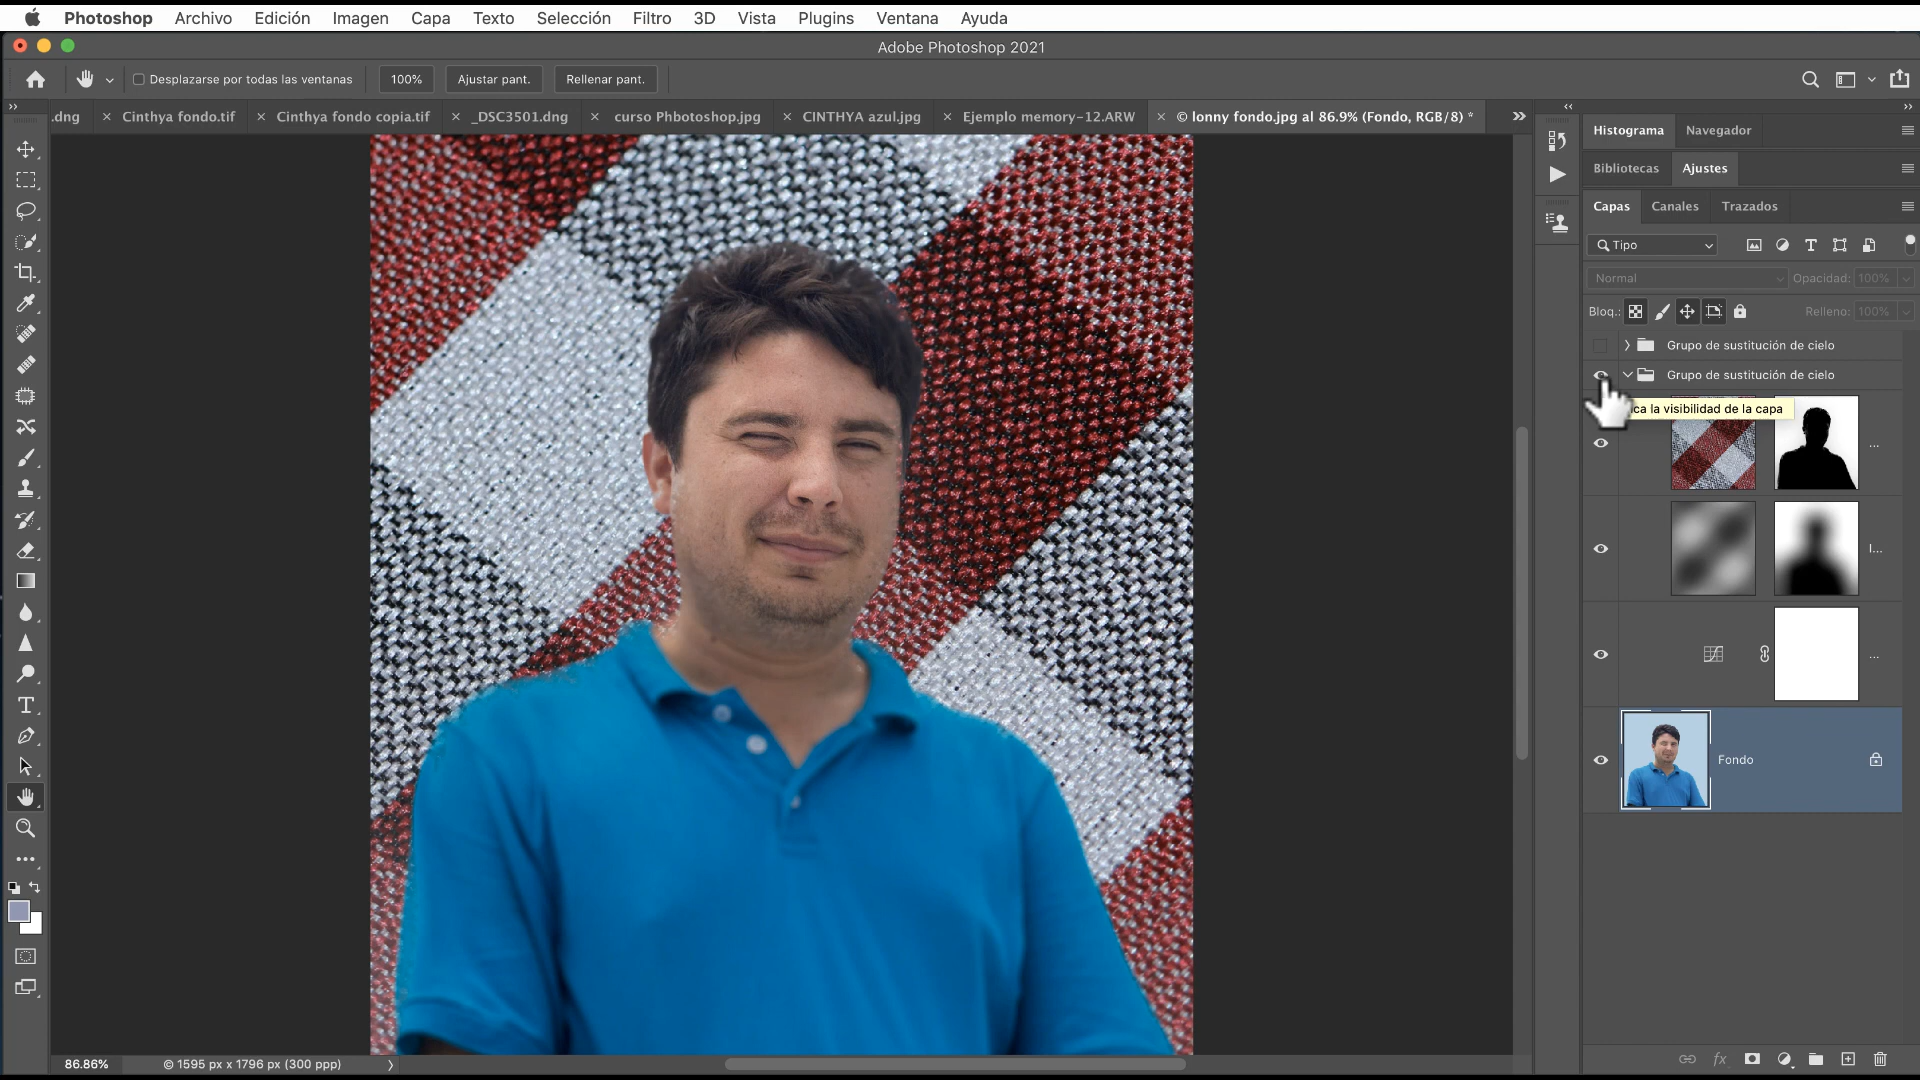 Photoshop Archivo Edición Imagen Capa Texto Selección Filtro 3D Vista Plugins Ventana Ayuda
Adobe Photoshop 2021
Desplazarse por todas las ventanas 100% Ajustar pant. Rellenar pant.
.dng × Cinthya fondo.tif × Cinthya fondo copia.tif × _DSC3501.dng × curso Phbotoshop.jpg × CINTHYA azul.jpg × Ejemplo memory-12.ARW × © lonny fondo.jpg al 86.9% (Fondo, RGB/8) *
Histograma Navegador
Bibliotecas Ajustes
Capas Canales Trazados
Tipo
Normal Opacidad: 100%
Bloq.: Relleno: 100%
Grupo de sustitución de cielo
Grupo de sustitución de cielo
ca la visibilidad de la capa
...
I...
...
Fondo
86.86% © 1595 px x 1796 px (300 ppp)